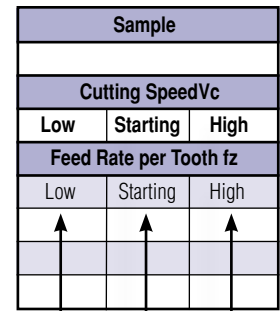 Sample
Cutting SpeedVc
Low Starting High
Feed Rate per Tooth fz
Low Starting High